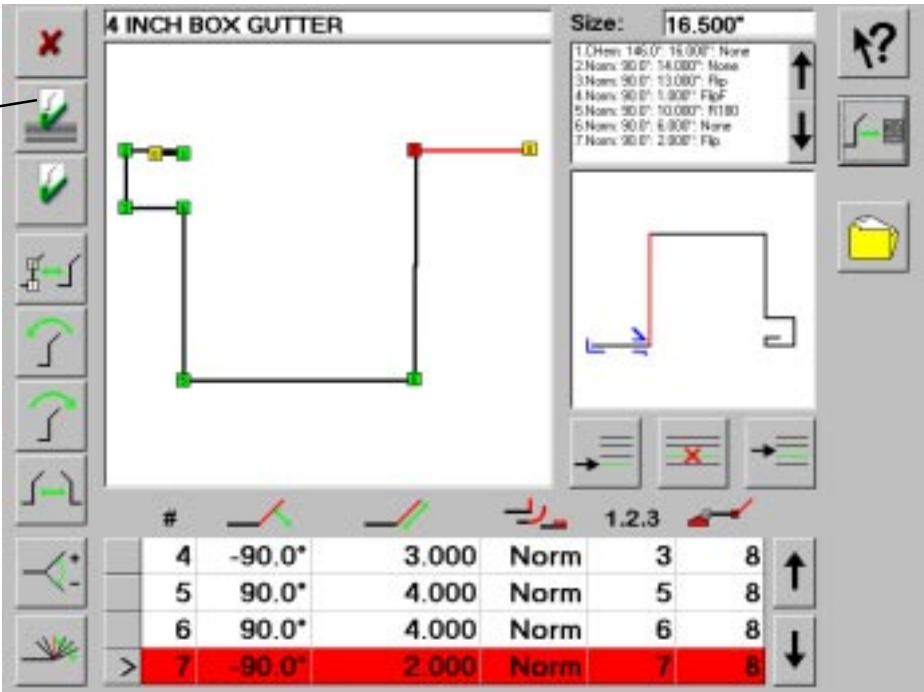 4 INCH BOX GUTTER
Size: 16.500"
1.CHem: 146.0°: 16.000": None
2.Norm: 90.0°: 14.000": None
3.Norm: 90.0°: 13.000": Flip
4.Norm: 90.0°: 1.000": FlipF
5.Norm: 90.0°: 10.000": R180
6.Norm: 90.0°: 6.000": None
7.Norm: 90.0°: 2.000": Flip
# 1.2.3
4 -90.0° 3.000 Norm 3 8
5 90.0° 4.000 Norm 5 8
6 90.0° 4.000 Norm 6 8
> 7 -90.0° 2.000 Norm 7 8